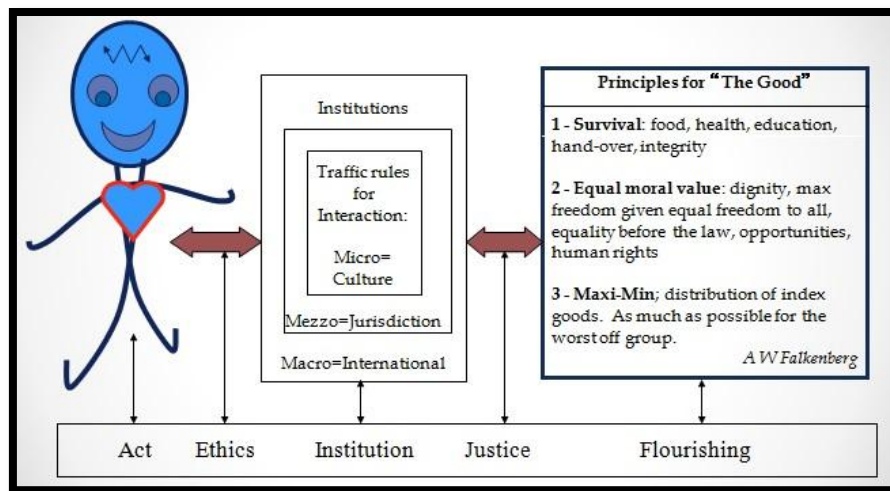 Institutions
Traffic rules
for
Interaction:
Micro=
Culture
Mezzo=Jurisdiction
Macro=International
Principles for “The Good”
1 - Survival: food, health, education,
hand-over, integrity
2 - Equal moral value: dignity, max
freedom given equal freedom to all,
equality before the law, opportunities,
human rights
3 - Maxi-Min; distribution of index
goods. As much as possible for the
worst off group.
A W Falkenberg
Act Ethics Institution Justice Flourishing